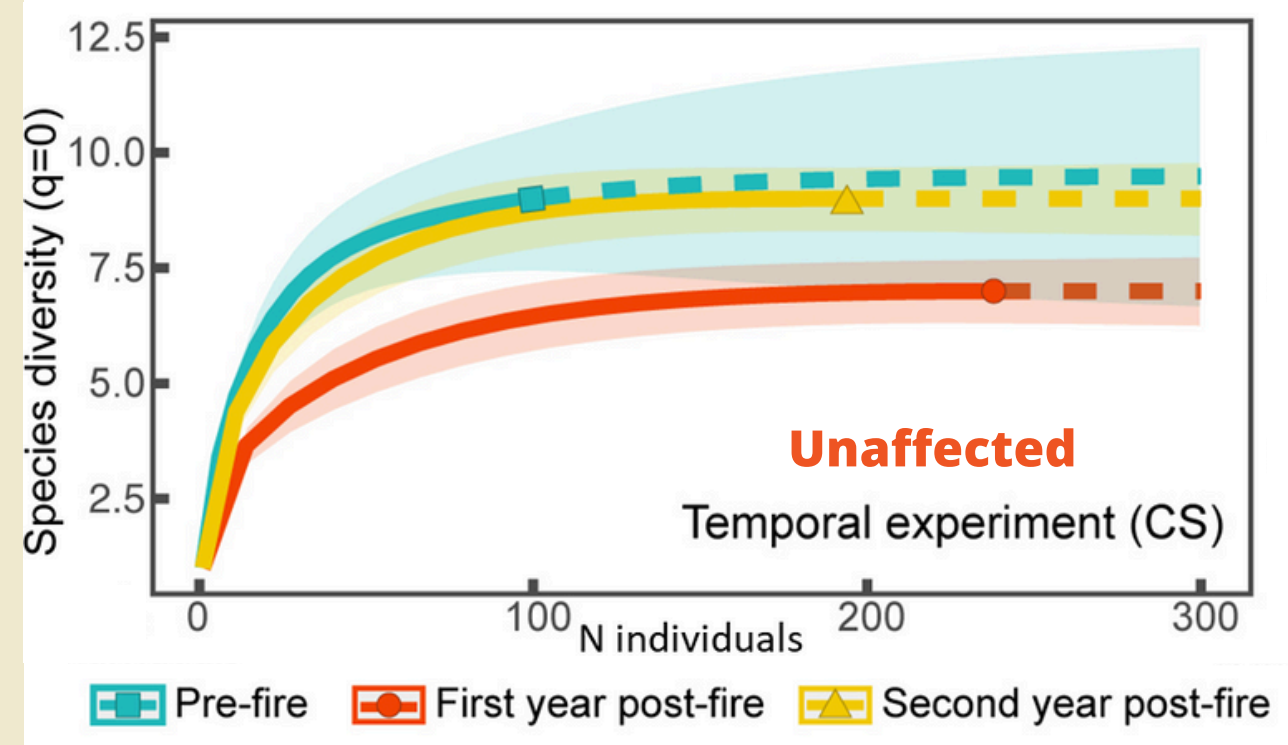 12.5
10.0
7.5
5.0
2.5
Species diversity (q=0)
Unaffected
Temporal experiment (CS)
0 100 200 300
N individuals
Pre-fire First year post-fire Second year post-fire